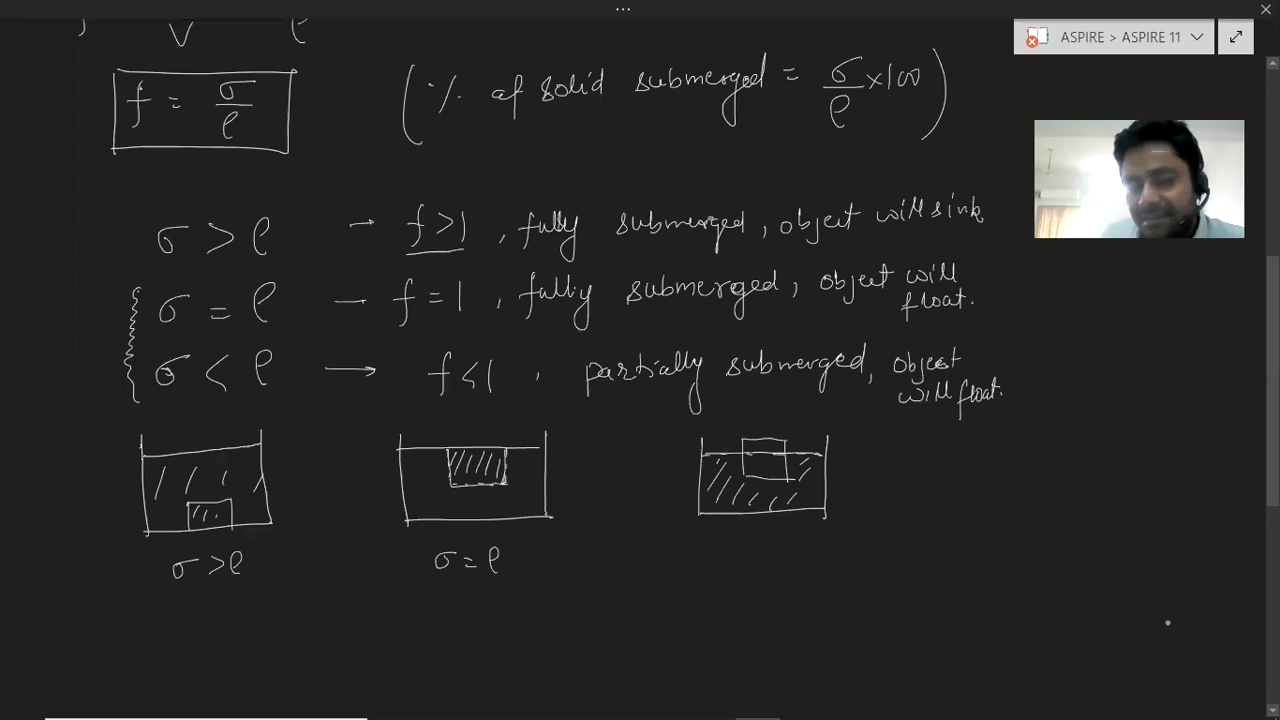 ...
ASPIRE > ASPIRE 11
V ρ
f = σ/ρ (% of solid submerged = σ/ρ ×100)
σ > ρ → f>1, fully submerged, object will sink
σ = ρ — f = 1, fully submerged, object will float.
σ < ρ → f<1, partially submerged, object will float.
σ >ρ σ = ρ